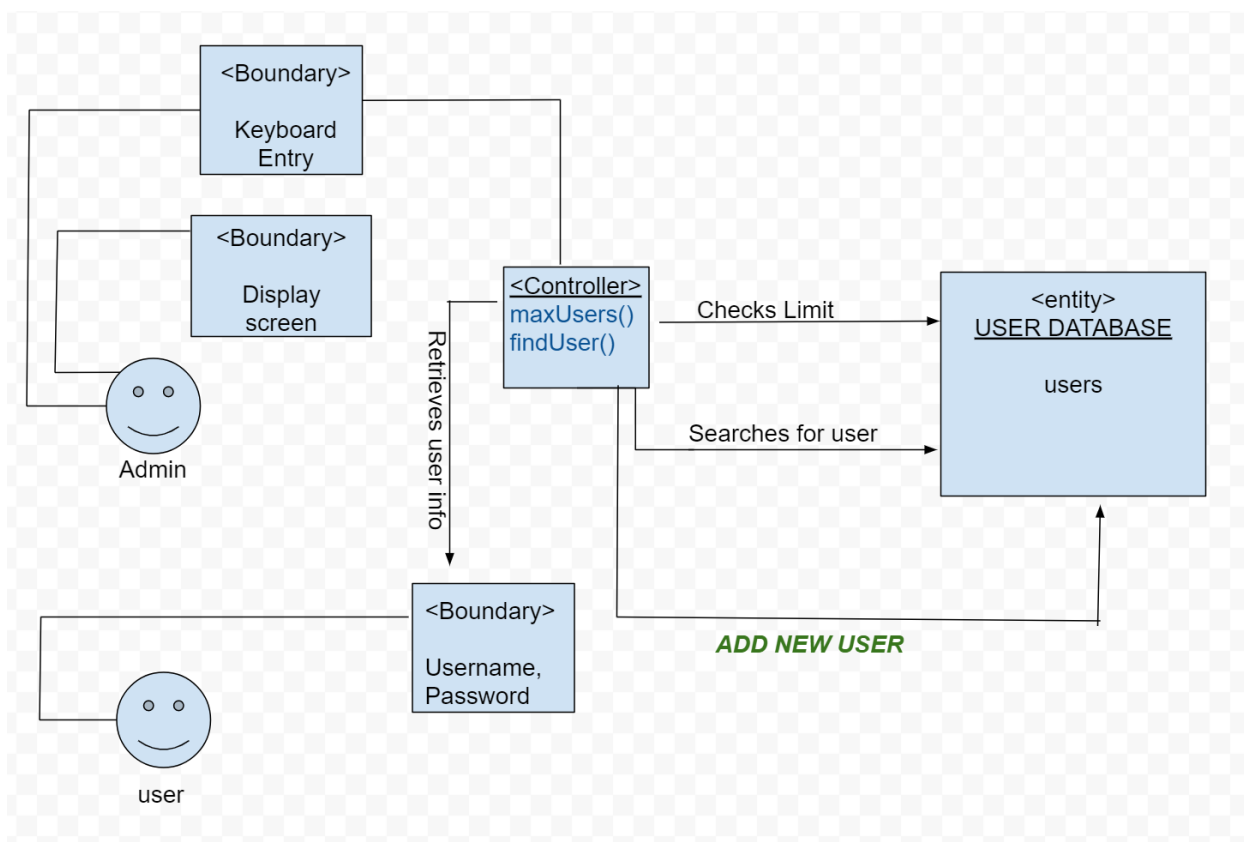 <Boundary>
Keyboard
Entry
<Boundary>
Display
screen
Admin
<Controller>
maxUsers()
findUser()
Checks Limit
<entity>
USER DATABASE
users
Searches for user
Retrieves user info
ADD NEW USER
<Boundary>
Username,
Password
user